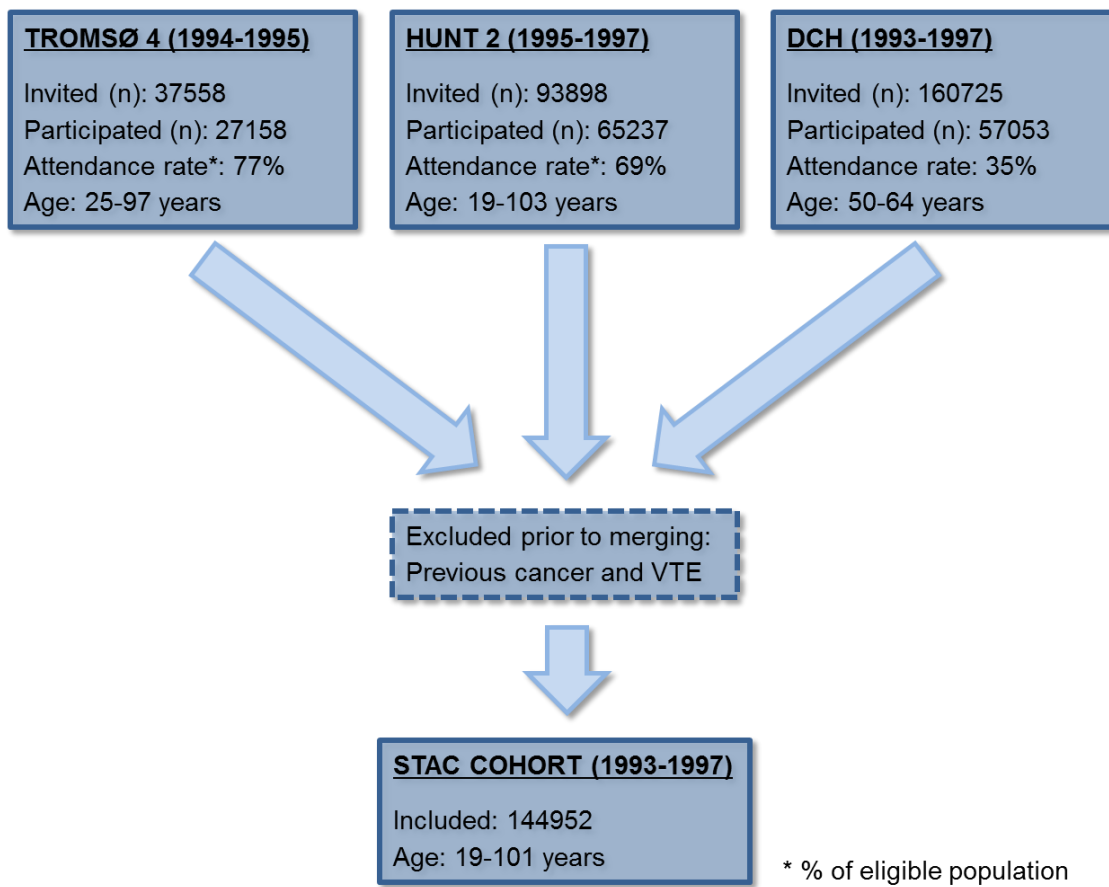 TROMSØ 4 (1994-1995)
Invited (n): 37558
Participated (n): 27158
Attendance rate*: 77%
Age: 25-97 years
HUNT 2 (1995-1997)
Invited (n): 93898
Participated (n): 65237
Attendance rate*: 69%
Age: 19-103 years
DCH (1993-1997)
Invited (n): 160725
Participated (n): 57053
Attendance rate: 35%
Age: 50-64 years
Excluded prior to merging:
Previous cancer and VTE
STAC COHORT (1993-1997)
Included: 144952
Age: 19-101 years
* % of eligible population